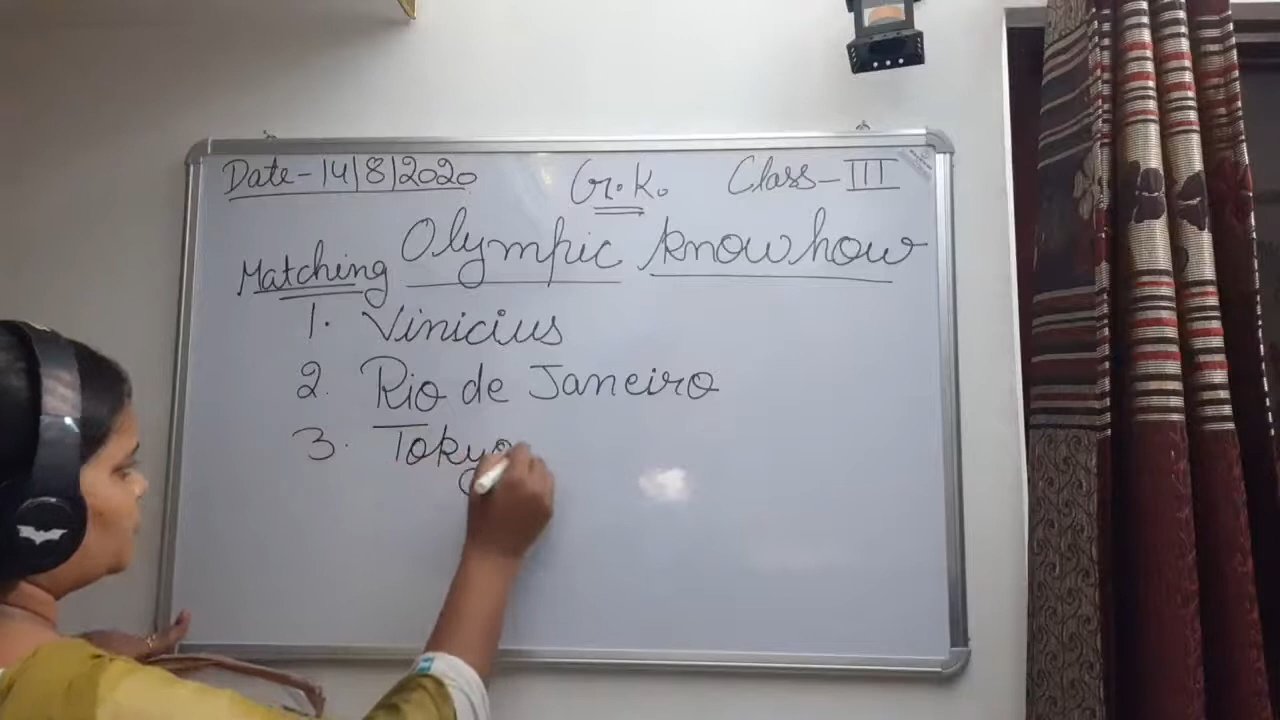 Date-14/8/2020 G.K. Class-III
Olympic knowhow
Matching
1. Vinicius
2. Rio de Janeiro
3. Tokyo